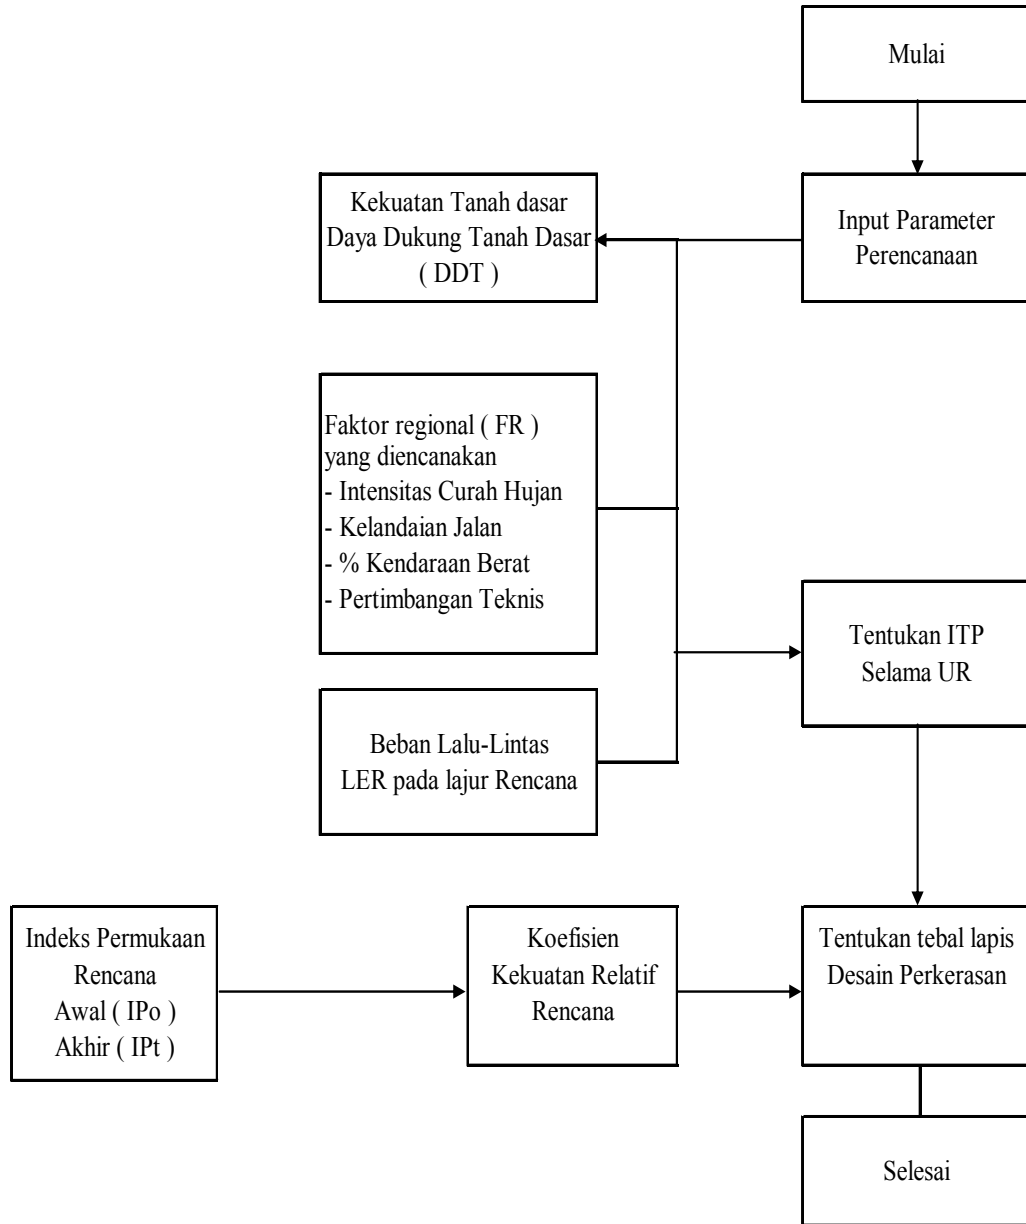 Mulai
Kekuatan Tanah dasar
Daya Dukung Tanah Dasar
( DDT )
Input Parameter
Perencanaan
Faktor regional ( FR )
yang diencanakan
- Intensitas Curah Hujan
- Kelandaian Jalan
- % Kendaraan Berat
- Pertimbangan Teknis
Tentukan ITP
Selama UR
Beban Lalu-Lintas
LER pada lajur Rencana
Indeks Permukaan
Rencana
Awal ( IPo )
Akhir ( IPt )
Koefisien
Kekuatan Relatif
Rencana
Tentukan tebal lapis
Desain Perkerasan
Selesai